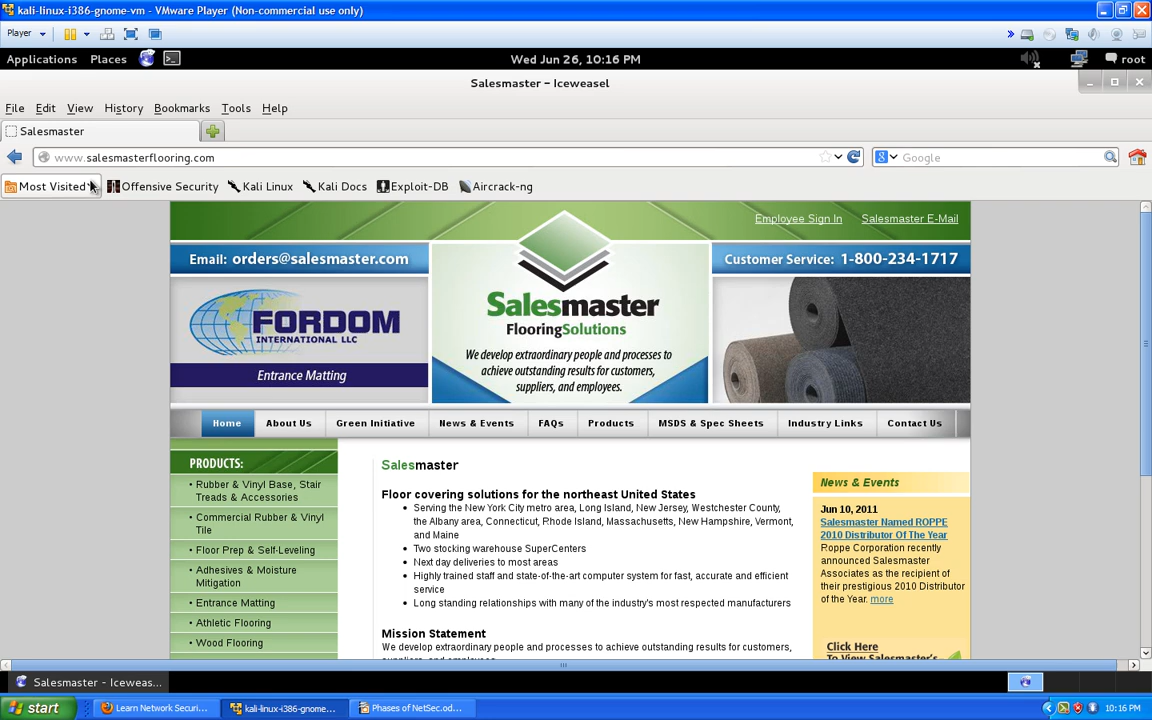 kali-linux-i386-gnome-vm - VMware Player (Non-commercial use only)
Player
Applications Places Wed Jun 26, 10:16 PM root
Salesmaster – Iceweasel
File Edit View History Bookmarks Tools Help
Salesmaster
www.salesmasterflooring.com Google
Most Visited Offensive Security Kali Linux Kali Docs Exploit-DB Aircrack-ng
Employee Sign In Salesmaster E-Mail
Email: orders@salesmaster.com
Customer Service: 1-800-234-1717
FORDOM
INTERNATIONAL LLC
Entrance Matting
Salesmaster
FlooringSolutions
We develop extraordinary people and processes to
achieve outstanding results for customers,
suppliers, and employees.
Home About Us Green Initiative News & Events FAQs Products MSDS & Spec Sheets Industry Links Contact Us
PRODUCTS:
• Rubber & Vinyl Base, Stair
Treads & Accessories
• Commercial Rubber & Vinyl
Tile
• Floor Prep & Self-Leveling
• Adhesives & Moisture
Mitigation
• Entrance Matting
• Athletic Flooring
• Wood Flooring
Salesmaster
Floor covering solutions for the northeast United States
• Serving the New York City metro area, Long Island, New Jersey, Westchester County,
the Albany area, Connecticut, Rhode Island, Massachusetts, New Hampshire, Vermont,
and Maine
• Two stocking warehouse SuperCenters
• Next day deliveries to most areas
• Highly trained staff and state-of-the-art computer system for fast, accurate and efficient
service
• Long standing relationships with many of the industry's most respected manufacturers
Mission Statement
We develop extraordinary people and processes to achieve outstanding results for customers,
suppliers, and employees.
News & Events
Jun 10, 2011
Salesmaster Named ROPPE
2010 Distributor Of The Year
Roppe Corporation recently
announced Salesmaster
Associates as the recipient of
their prestigious 2010 Distributor
of the Year. more
Click Here
To View Salesmaster's
Salesmaster - Iceweas...
start Learn Network Securi... kali-linux-i386-gnome... Phases of NetSec.od... 10:16 PM